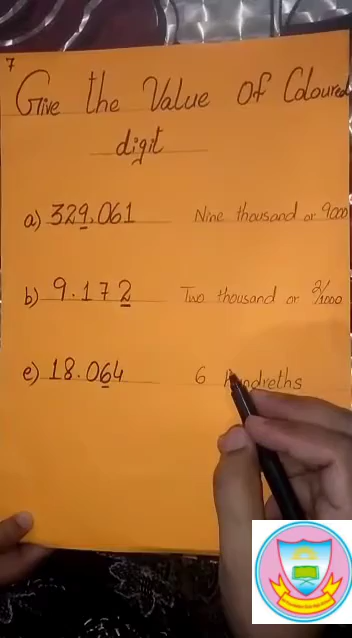 7
Give the Value of Coloured
digit
a) 329,061 Nine thousand or 9000
b) 9.172 Two thousand or 2/1000
e) 18.064 6 Hundreths